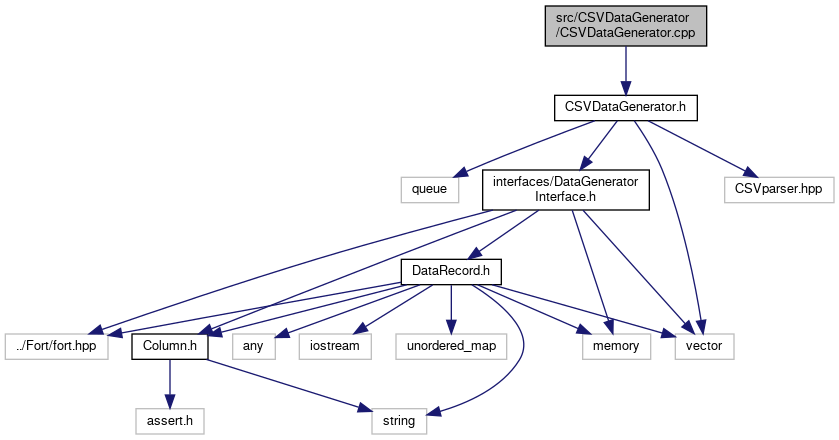 src/CSVDataGenerator
/CSVDataGenerator.cpp
CSVDataGenerator.h
queue
interfaces/DataGenerator
Interface.h
CSVparser.hpp
DataRecord.h
../Fort/fort.hpp
Column.h
any
iostream
unordered_map
memory
vector
assert.h
string